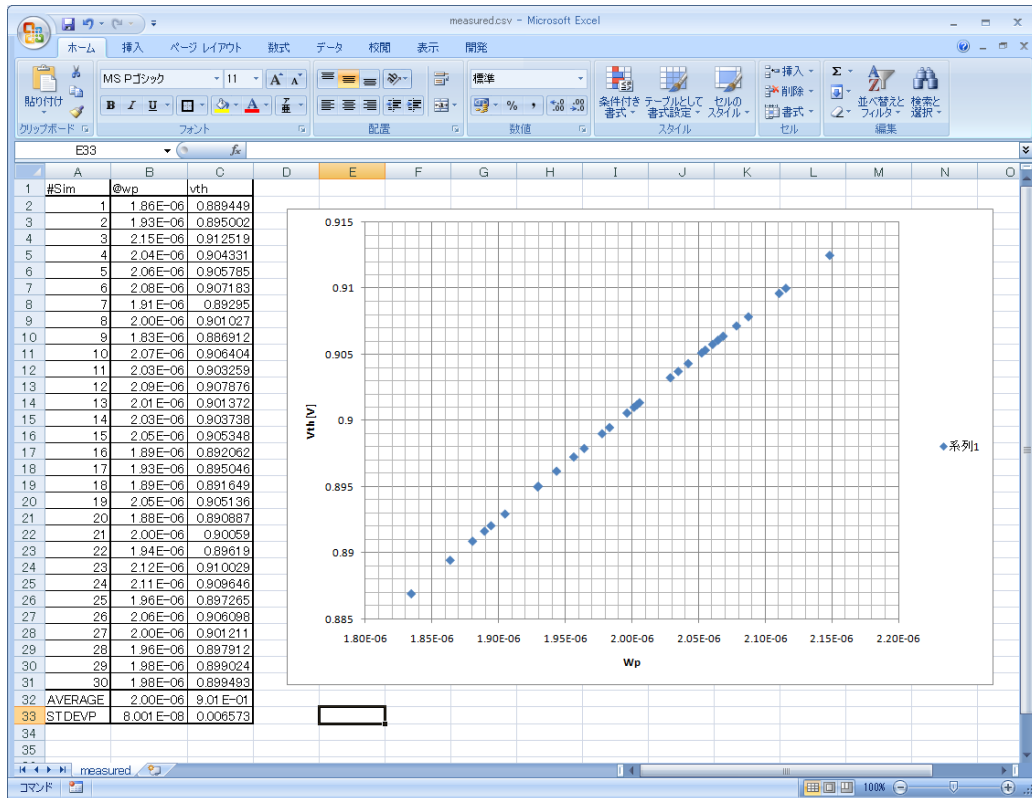 measured.csv - Microsoft Excel
ホーム 挿入 ページ レイアウト 数式 データ 校閲 表示 開発
貼り付け
MS Pゴシック 11
B I U A
標準
%
条件付き書式 テーブルとして書式設定 セルのスタイル
挿入
削除
書式
Σ
並べ替えとフィルタ 検索と選択
クリップボード フォント 配置 数値 スタイル セル 編集
E33 fx
A B C D E F G H I J K L M N O
1 #Sim @wp vth
2 1 1.86E-06 0.889449
3 2 1.93E-06 0.895002
4 3 2.15E-06 0.912519
5 4 2.04E-06 0.904331
6 5 2.06E-06 0.905785
7 6 2.08E-06 0.907183
8 7 1.91E-06 0.89295
9 8 2.00E-06 0.901027
10 9 1.83E-06 0.886912
11 10 2.07E-06 0.906404
12 11 2.03E-06 0.903259
13 12 2.09E-06 0.907876
14 13 2.01E-06 0.901372
15 14 2.03E-06 0.903738
16 15 2.05E-06 0.905348
17 16 1.89E-06 0.892062
18 17 1.93E-06 0.895046
19 18 1.89E-06 0.891649
20 19 2.05E-06 0.905136
21 20 1.88E-06 0.890887
22 21 2.00E-06 0.90059
23 22 1.94E-06 0.89619
24 23 2.12E-06 0.910029
25 24 2.11E-06 0.909646
26 25 1.96E-06 0.897265
27 26 2.06E-06 0.906098
28 27 2.00E-06 0.901211
29 28 1.96E-06 0.897912
30 29 1.98E-06 0.899024
31 30 1.98E-06 0.899493
32 AVERAGE 2.00E-06 9.01E-01
33 STDEVP 8.001E-08 0.006573
34
35
0.915
0.91
0.905
0.9
0.895
0.89
0.885
Vth[V]
1.80E-06 1.85E-06 1.90E-06 1.95E-06 2.00E-06 2.05E-06 2.10E-06 2.15E-06 2.20E-06
Wp
系列1
measured
コマンド 100%